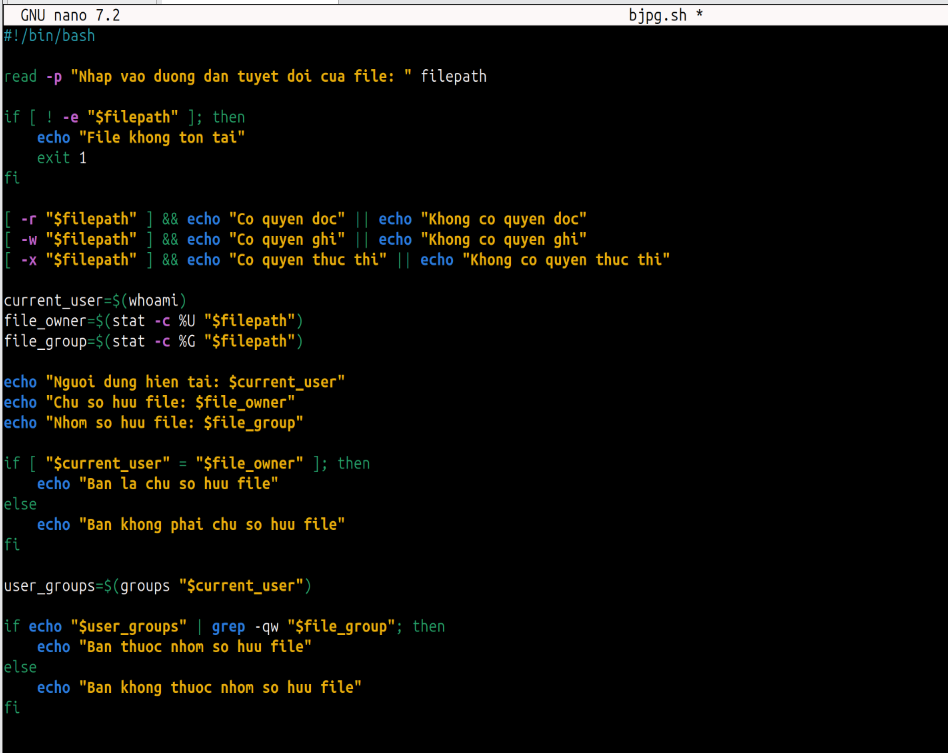 GNU nano 7.2 bjpg.sh *
#!/bin/bash
read -p "Nhap vao duong dan tuyet doi cua file: " filepath
if [ ! -e "$filepath" ]; then
    echo "File khong ton tai"
    exit 1
fi
[ -r "$filepath" ] && echo "Co quyen doc" || echo "Khong co quyen doc"
[ -w "$filepath" ] && echo "Co quyen ghi" || echo "Khong co quyen ghi"
[ -x "$filepath" ] && echo "Co quyen thuc thi" || echo "Khong co quyen thuc thi"
current_user=$(whoami)
file_owner=$(stat -c %U "$filepath")
file_group=$(stat -c %G "$filepath")
echo "Nguoi dung hien tai: $current_user"
echo "Chu so huu file: $file_owner"
echo "Nhom so huu file: $file_group"
if [ "$current_user" = "$file_owner" ]; then
    echo "Ban la chu so huu file"
else
    echo "Ban khong phai chu so huu file"
fi
user_groups=$(groups "$current_user")
if echo "$user_groups" | grep -qw "$file_group"; then
    echo "Ban thuoc nhom so huu file"
else
    echo "Ban khong thuoc nhom so huu file"
fi